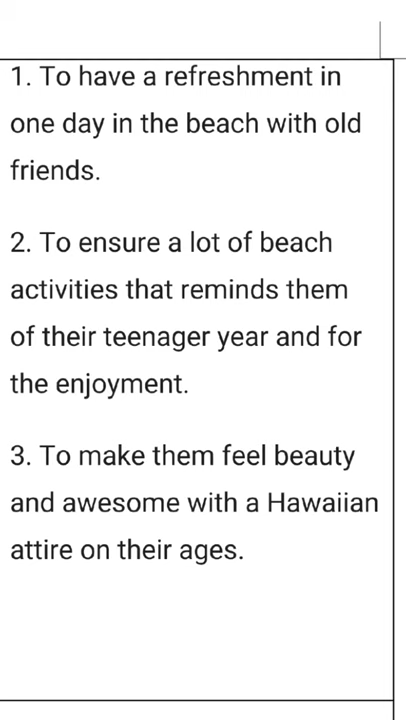 1. To have a refreshment in
one day in the beach with old
friends.
2. To ensure a lot of beach
activities that reminds them
of their teenager year and for
the enjoyment.
3. To make them feel beauty
and awesome with a Hawaiian
attire on their ages.